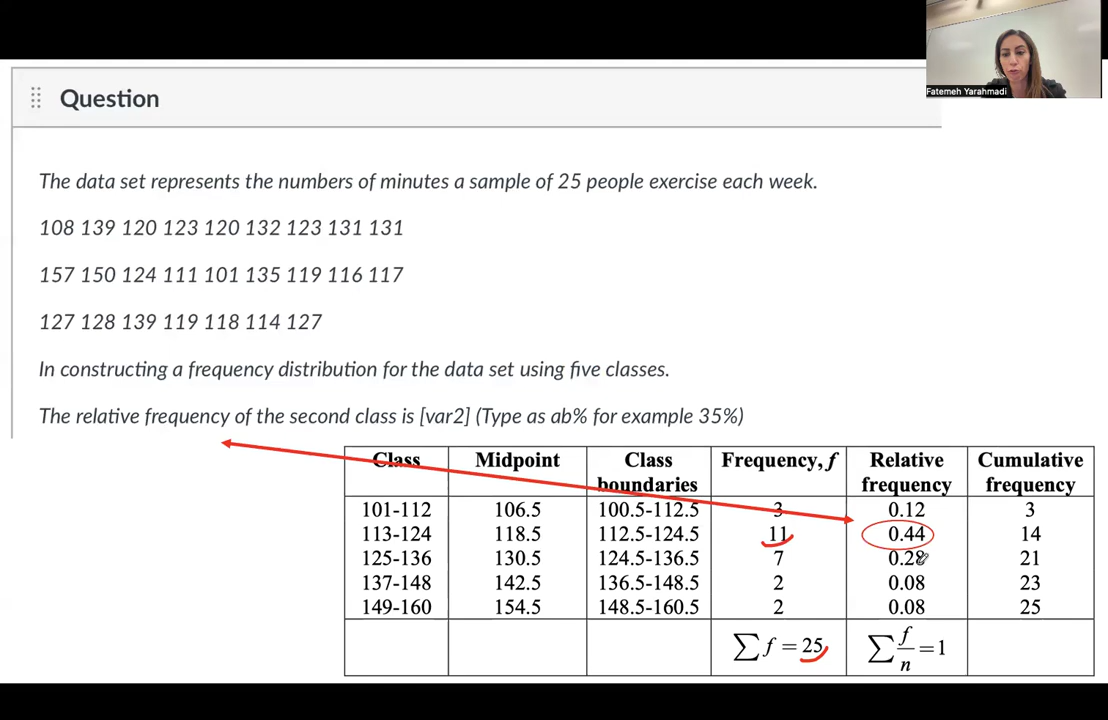 Fatemeh Yarahmadi
Question
The data set represents the numbers of minutes a sample of 25 people exercise each week.
108 139 120 123 120 132 123 131 131
157 150 124 111 101 135 119 116 117
127 128 139 119 118 114 127
In constructing a frequency distribution for the data set using five classes.
The relative frequency of the second class is [var2] (Type as ab% for example 35%)
Class Midpoint Class boundaries Frequency, f Relative frequency Cumulative frequency
101-112 106.5 100.5-112.5 3 0.12 3
113-124 118.5 112.5-124.5 11 0.44 14
125-136 130.5 124.5-136.5 7 0.28 21
137-148 142.5 136.5-148.5 2 0.08 23
149-160 154.5 148.5-160.5 2 0.08 25
∑ f = 25 ∑ f/n = 1